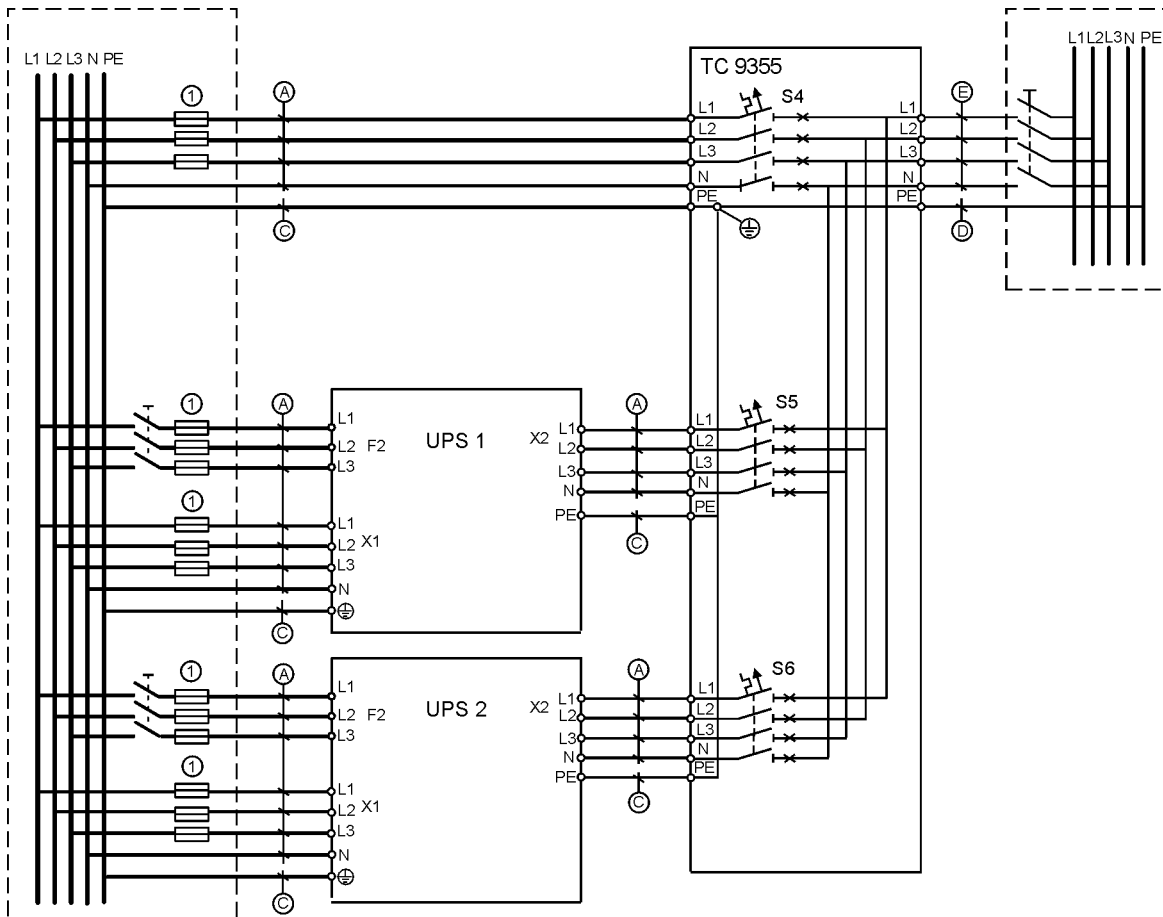 L1 L2 L3 N PE
L1 L2 L3 N PE
TC 9355
1 A L1 S4 L1 E
L2 L2
L3 L3
N N
PE PE
C D
1 A L1 UPS 1 X2 L1 A L1 S5
L2 F2 L2 L2
L3 L3 L3
N N
1 L1 PE PE
L2 X1 C
L3
N
C
1 A L1 UPS 2 X2 L1 A L1 S6
L2 F2 L2 L2
L3 L3 L3
N N
1 PE PE
L1 C
L2 X1
L3
N
C